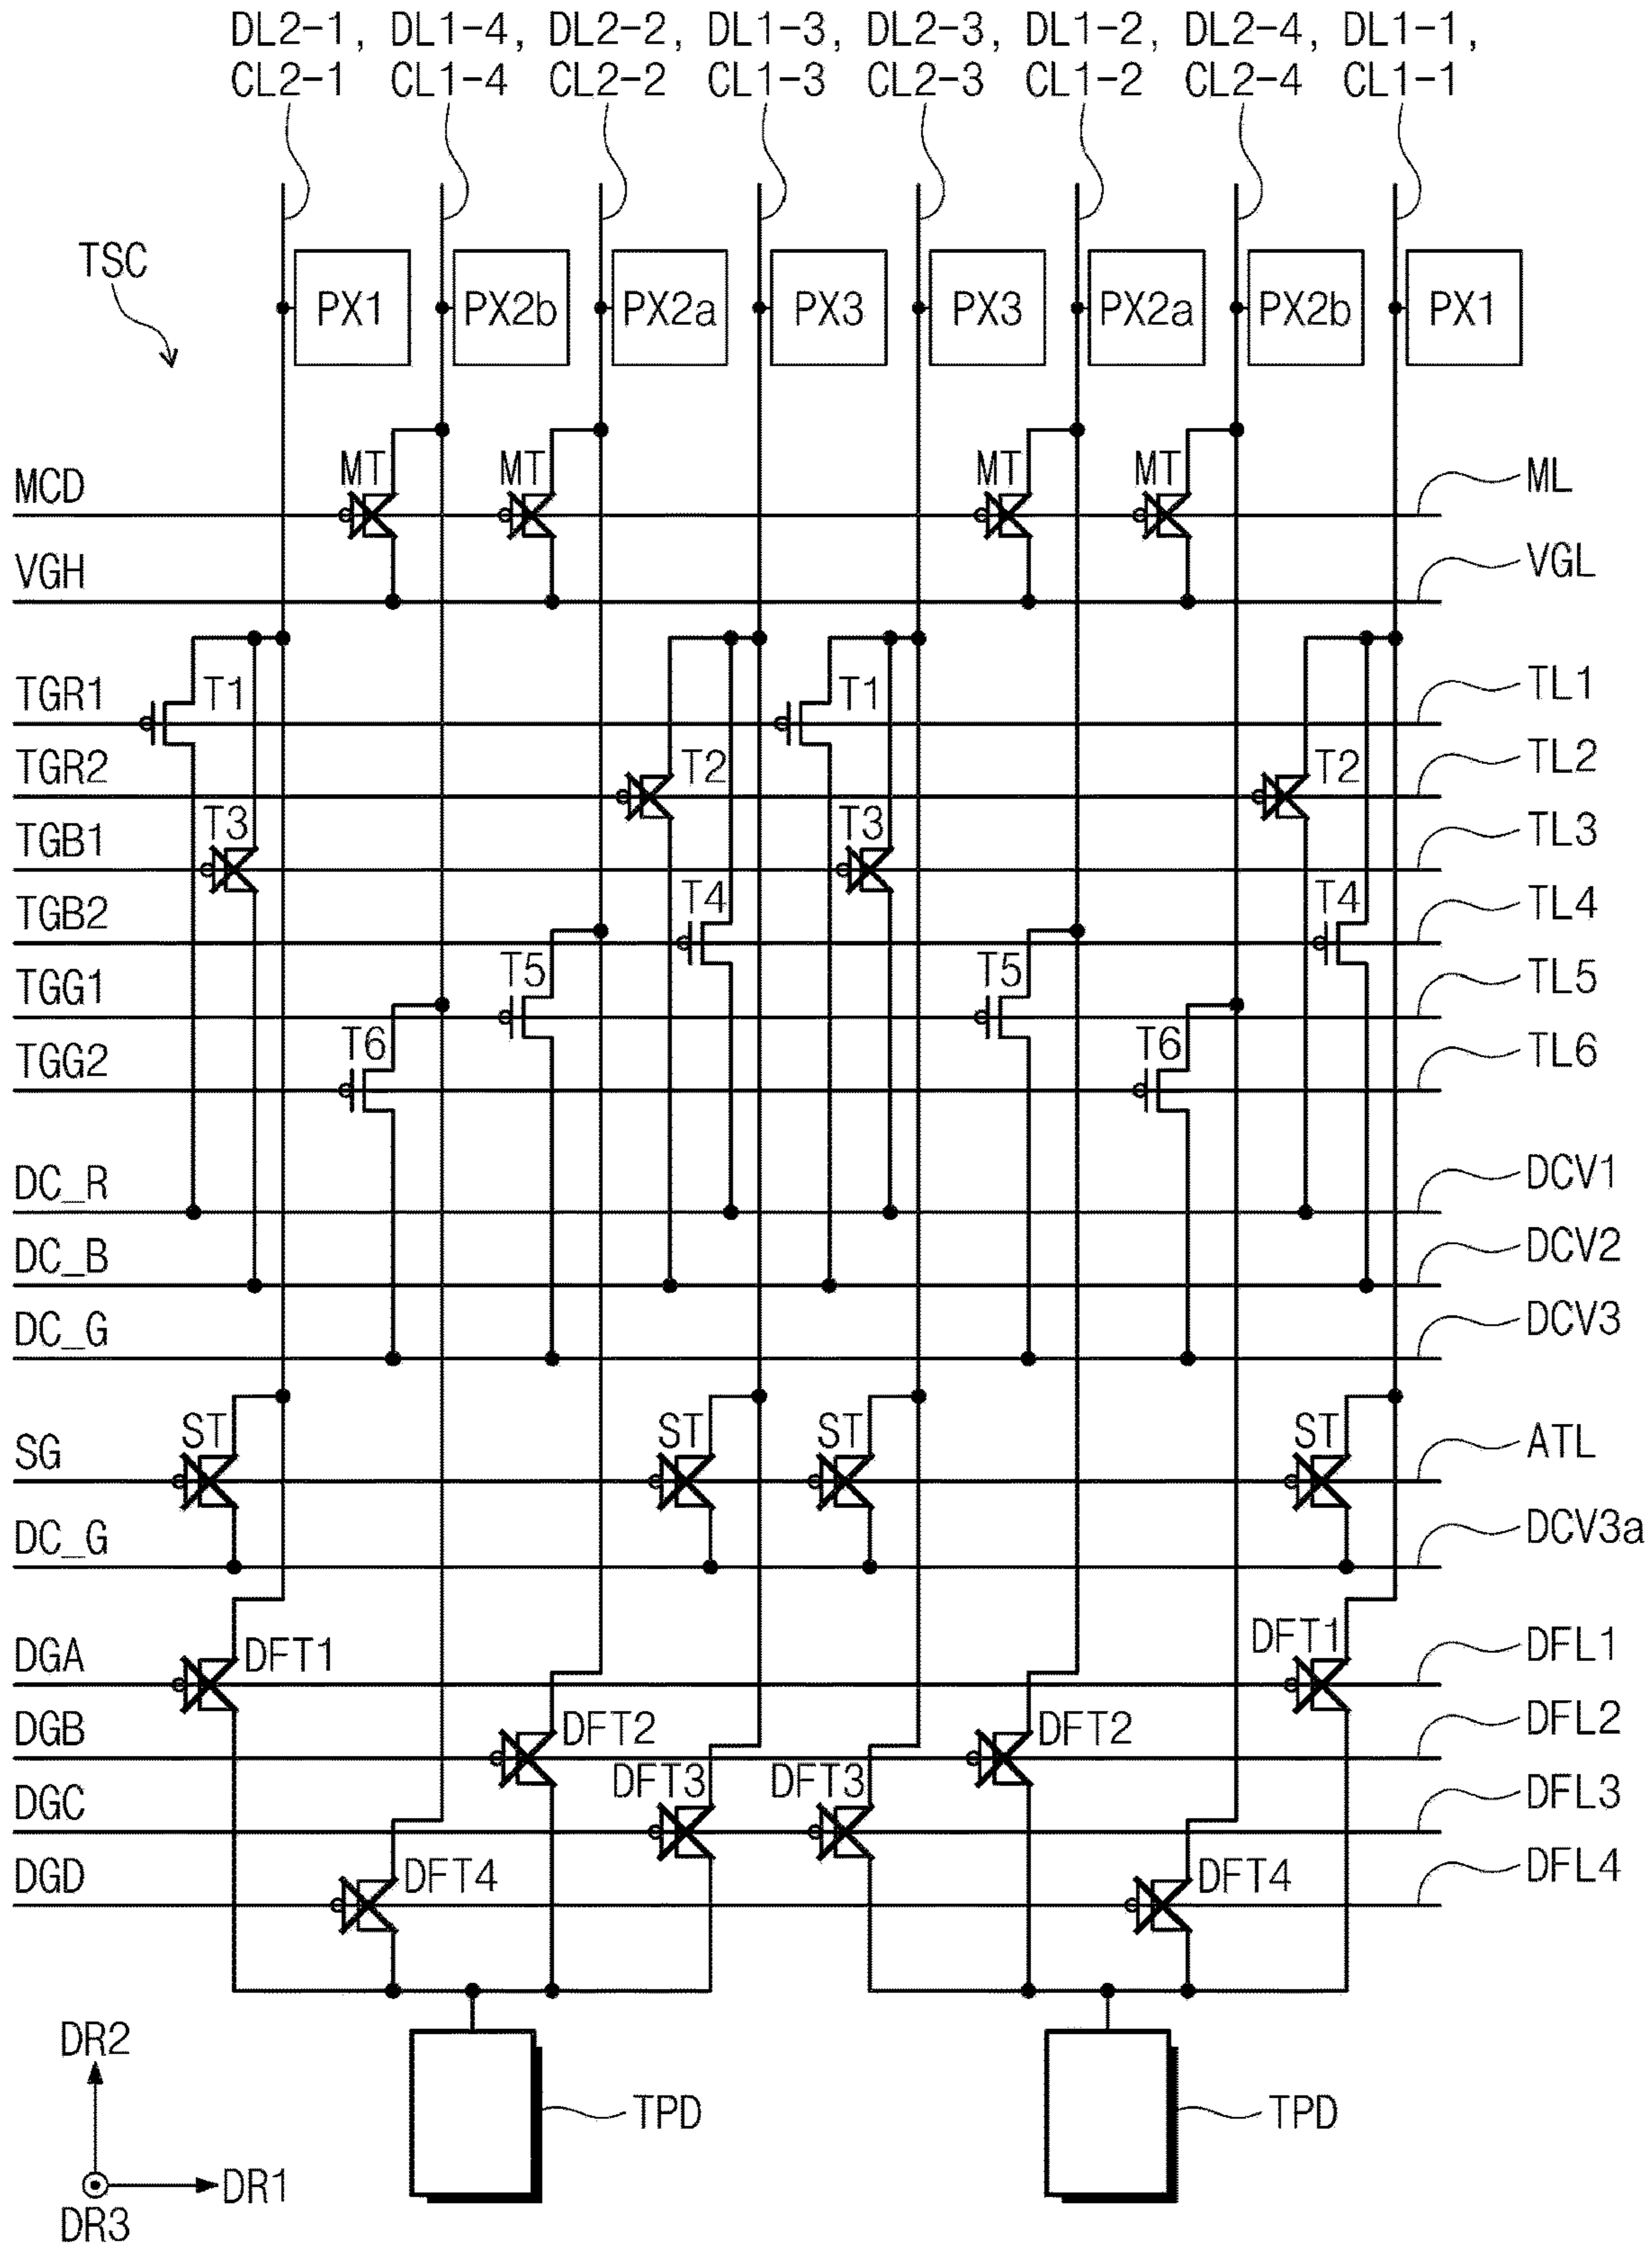 DL2-1, DL1-4, DL2-2, DL1-3, DL2-3, DL1-2, DL2-4, DL1-1,
CL2-1 CL1-4 CL2-2 CL1-3 CL2-3 CL1-2 CL2-4 CL1-1
TSC
PX1 PX2b PX2a PX3 PX3 PX2a PX2b PX1
MT MT MT MT
MCD ML
VGH VGL
TGR1 T1 T1 TL1
TGR2 T2 T2 TL2
TGB1 T3 T3 TL3
TGB2 T4 T4 TL4
TGG1 T5 T5 TL5
TGG2 T6 T6 TL6
DC_R DCV1
DC_B DCV2
DC_G DCV3
ST ST ST ST
SG ATL
DC_G DCV3a
DGA DFT1 DFT1 DFL1
DGB DFT2 DFT2 DFL2
DGC DFT3 DFT3 DFL3
DGD DFT4 DFT4 DFL4
DR2
TPD TPD
DR1
DR3